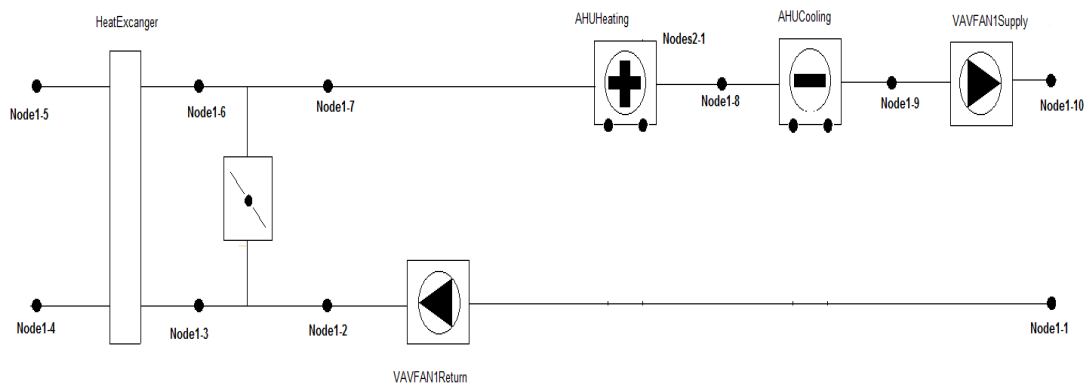 HeatExcanger
AHUHeating
AHUCooling
VAVFAN1Supply
Nodes2-1
Node1-5
Node1-6
Node1-7
Node1-8
Node1-9
Node1-10
Node1-4
Node1-3
Node1-2
Node1-1
VAVFAN1Return